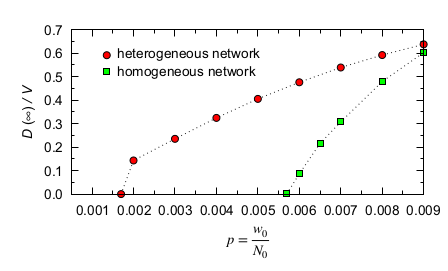 0.7
0.6
0.5
0.4
0.3
0.2
0.1
0.0
D (∞) / V
heterogeneous network
homogeneous network
0.001 0.002 0.003 0.004 0.005 0.006 0.007 0.008 0.009
p = w₀/N₀